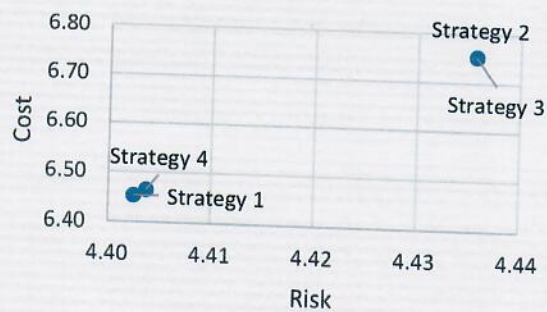 6.80
6.70
6.60
6.50
6.40
Cost
Strategy 2
Strategy 3
Strategy 4
Strategy 1
4.40 4.41 4.42 4.43 4.44
Risk